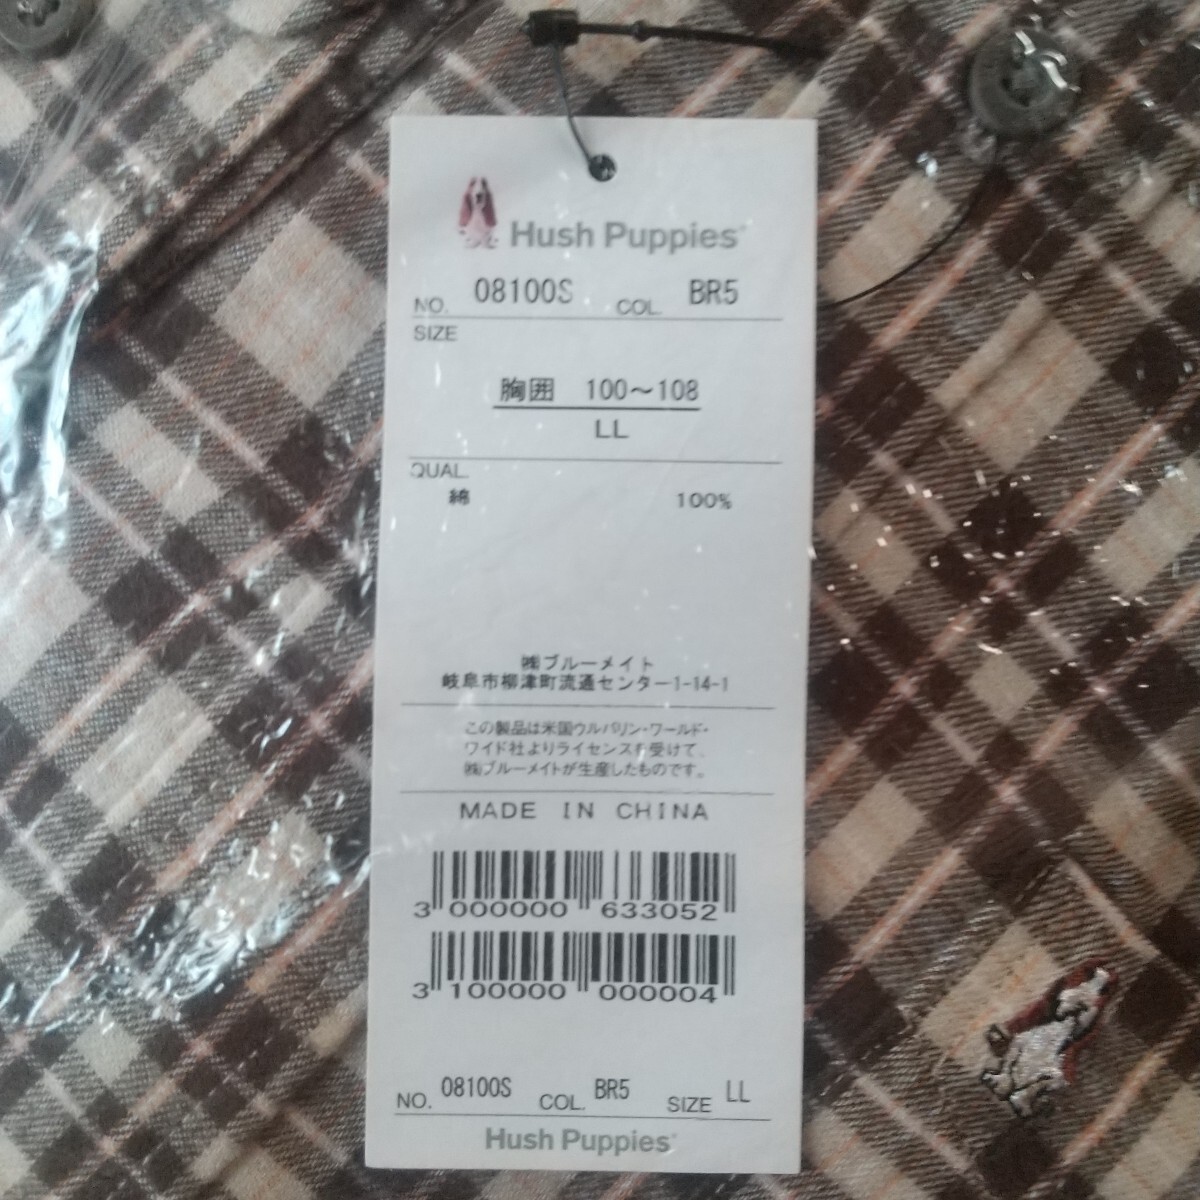 Hush Puppies
NO. 08100S COL. BR5
SIZE
胸囲 100～108
LL
QUAL.
綿 100%
㈱ブルーメイト
岐阜市柳津町流通センター1-14-1
この製品は米国ウルバリン・ワールド・
ワイド社よりライセンスを受けて、
㈱ブルーメイトが生産したものです。
MADE IN CHINA
3 000000 633052
3 100000 000004
NO. 08100S COL. BR5 SIZE LL
Hush Puppies